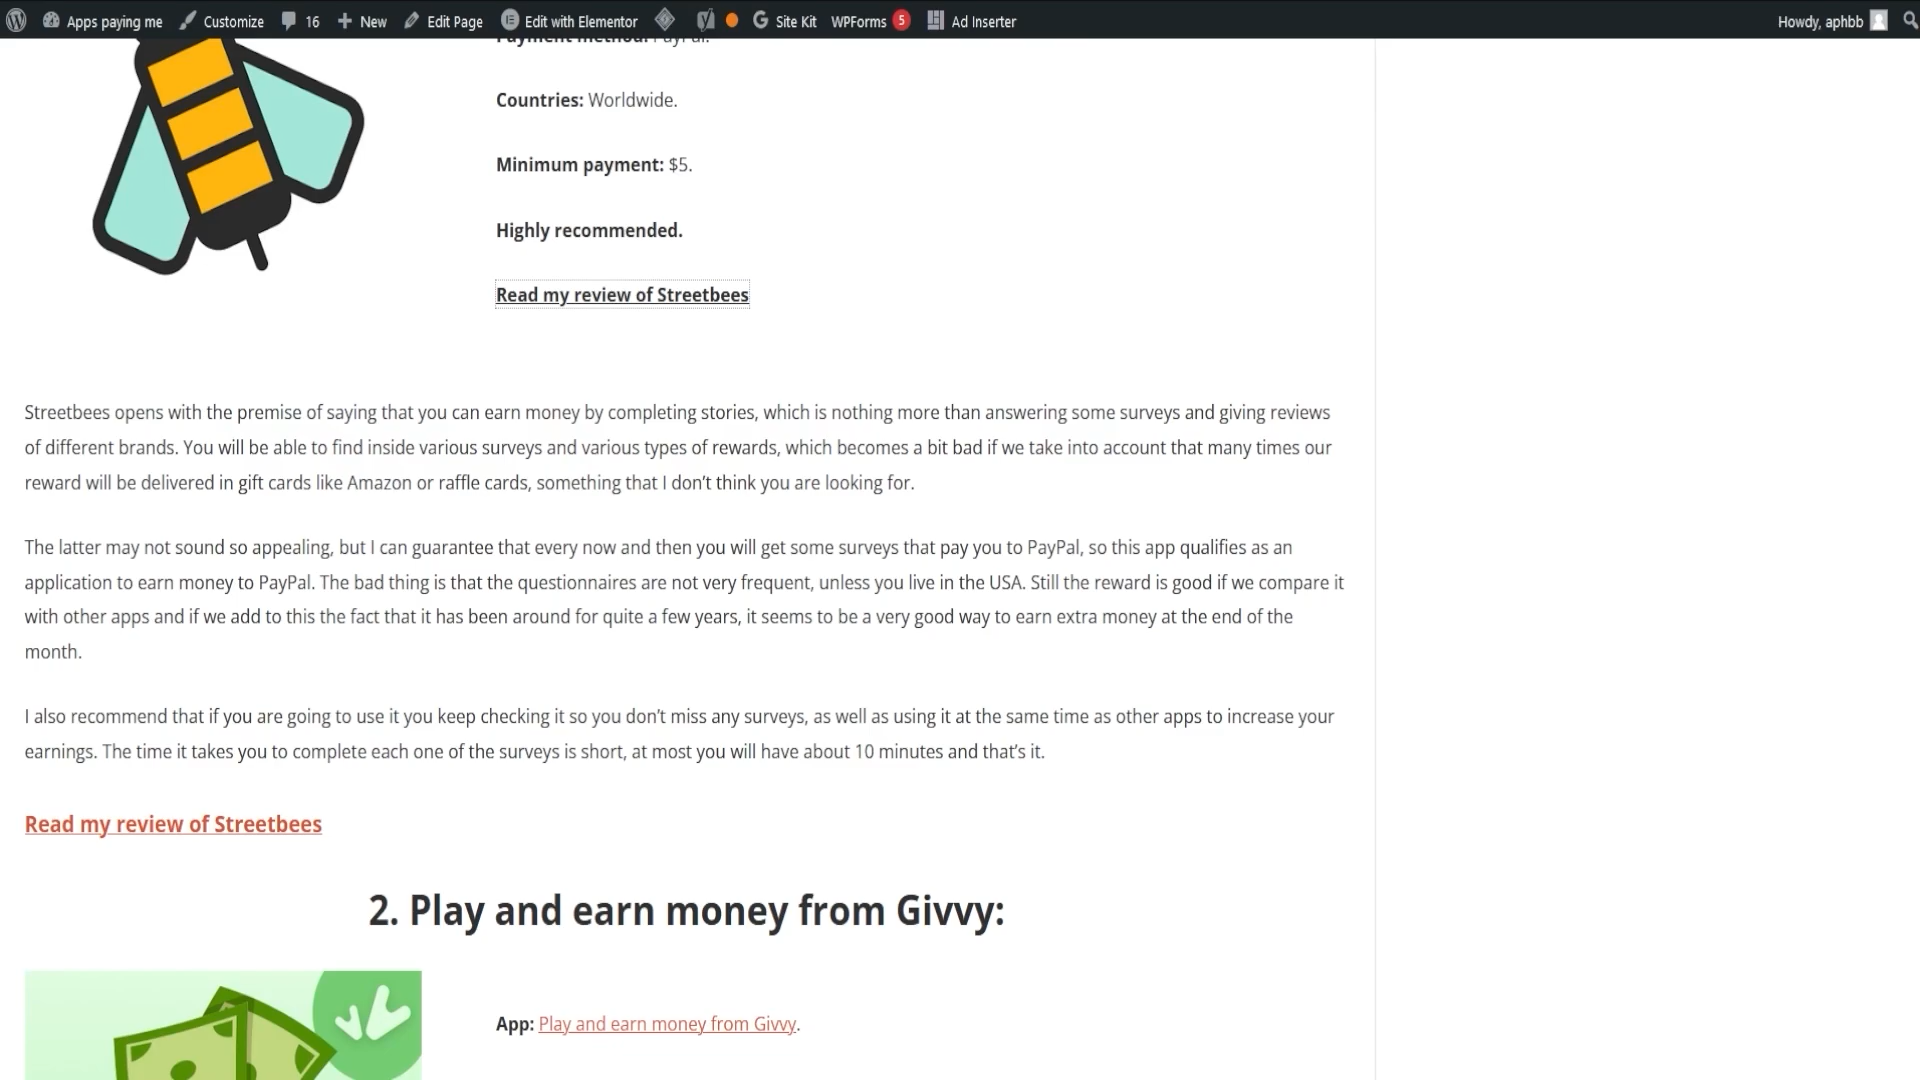 Apps paying me Customize 16 New Edit Page Edit with Elementor Site Kit WPForms 5 Ad Inserter Howdy, aphbb
Payment method: PayPal.
Countries: Worldwide.
Minimum payment: $5.
Highly recommended.
Read my review of Streetbees
Streetbees opens with the premise of saying that you can earn money by completing stories, which is nothing more than answering some surveys and giving reviews
of different brands. You will be able to find inside various surveys and various types of rewards, which becomes a bit bad if we take into account that many times our
reward will be delivered in gift cards like Amazon or raffle cards, something that I don’t think you are looking for.
The latter may not sound so appealing, but I can guarantee that every now and then you will get some surveys that pay you to PayPal, so this app qualifies as an
application to earn money to PayPal. The bad thing is that the questionnaires are not very frequent, unless you live in the USA. Still the reward is good if we compare it
with other apps and if we add to this the fact that it has been around for quite a few years, it seems to be a very good way to earn extra money at the end of the
month.
I also recommend that if you are going to use it you keep checking it so you don’t miss any surveys, as well as using it at the same time as other apps to increase your
earnings. The time it takes you to complete each one of the surveys is short, at most you will have about 10 minutes and that’s it.
Read my review of Streetbees
2. Play and earn money from Givvy:
App: Play and earn money from Givvy.